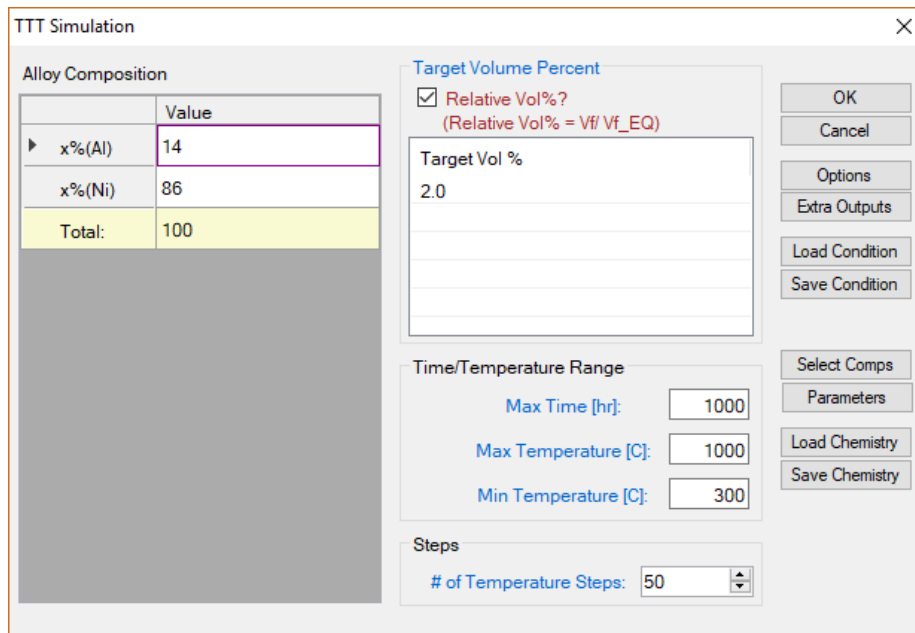 TTT Simulation
Alloy Composition
Value
x%(Al) 14
x%(Ni) 86
Total: 100
Target Volume Percent
Relative Vol%?
(Relative Vol% = Vf/ Vf_EQ)
Target Vol %
2.0
Time/Temperature Range
Max Time [hr]: 1000
Max Temperature [C]: 1000
Min Temperature [C]: 300
Steps
# of Temperature Steps: 50
OK
Cancel
Options
Extra Outputs
Load Condition
Save Condition
Select Comps
Parameters
Load Chemistry
Save Chemistry